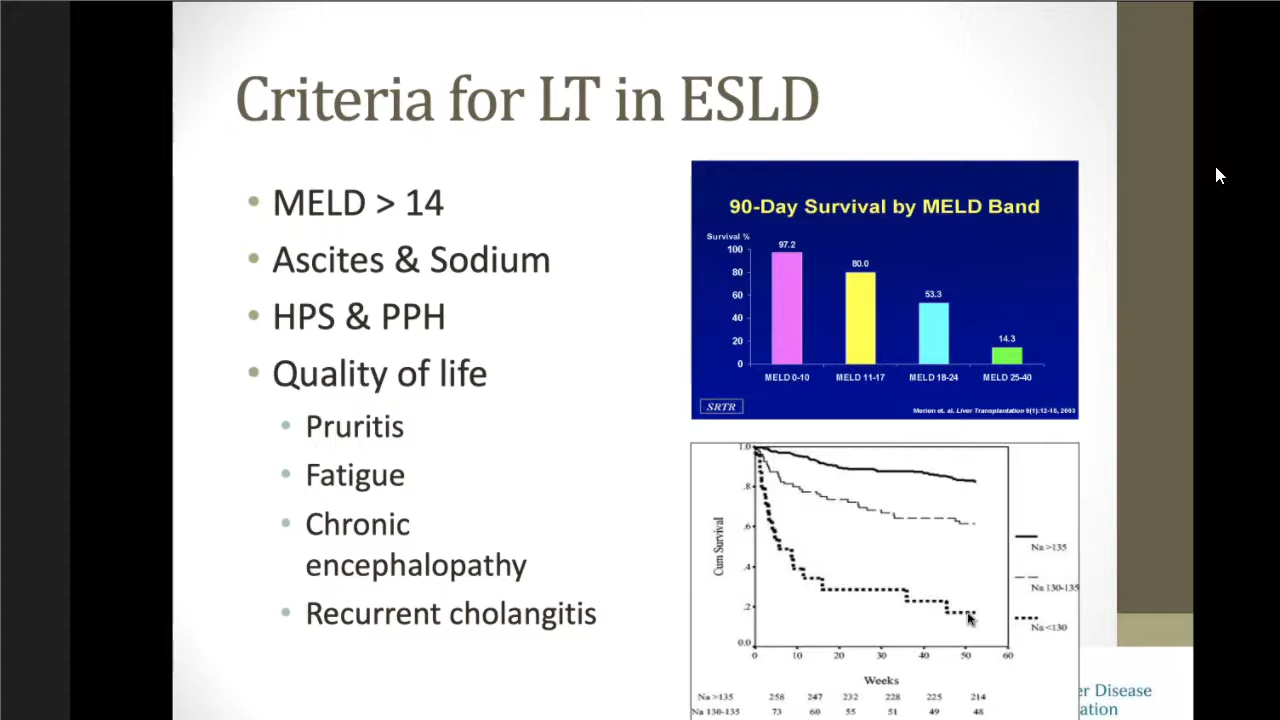 Criteria for LT in ESLD
• MELD > 14
• Ascites & Sodium
• HPS & PPH
• Quality of life
• Pruritis
• Fatigue
• Chronic
encephalopathy
• Recurrent cholangitis
90-Day Survival by MELD Band
Survival %
100
80
60
40
20
0
97.2
80.0
53.3
14.3
MELD 0-10
MELD 11-17
MELD 18-24
MELD 25-40
SRTR
Merion et. al. Liver Transplantation 9(1):12-18, 2003
Cum Survival
1.0
.8
.6
.4
.2
0.0
0 10 20 30 40 50 60
Weeks
Na >135
Na 130-135
Na <130
Na >135 258 247 232 228 225 214
Na 130-135 73 60 55 51 49 48
er Disease
ation